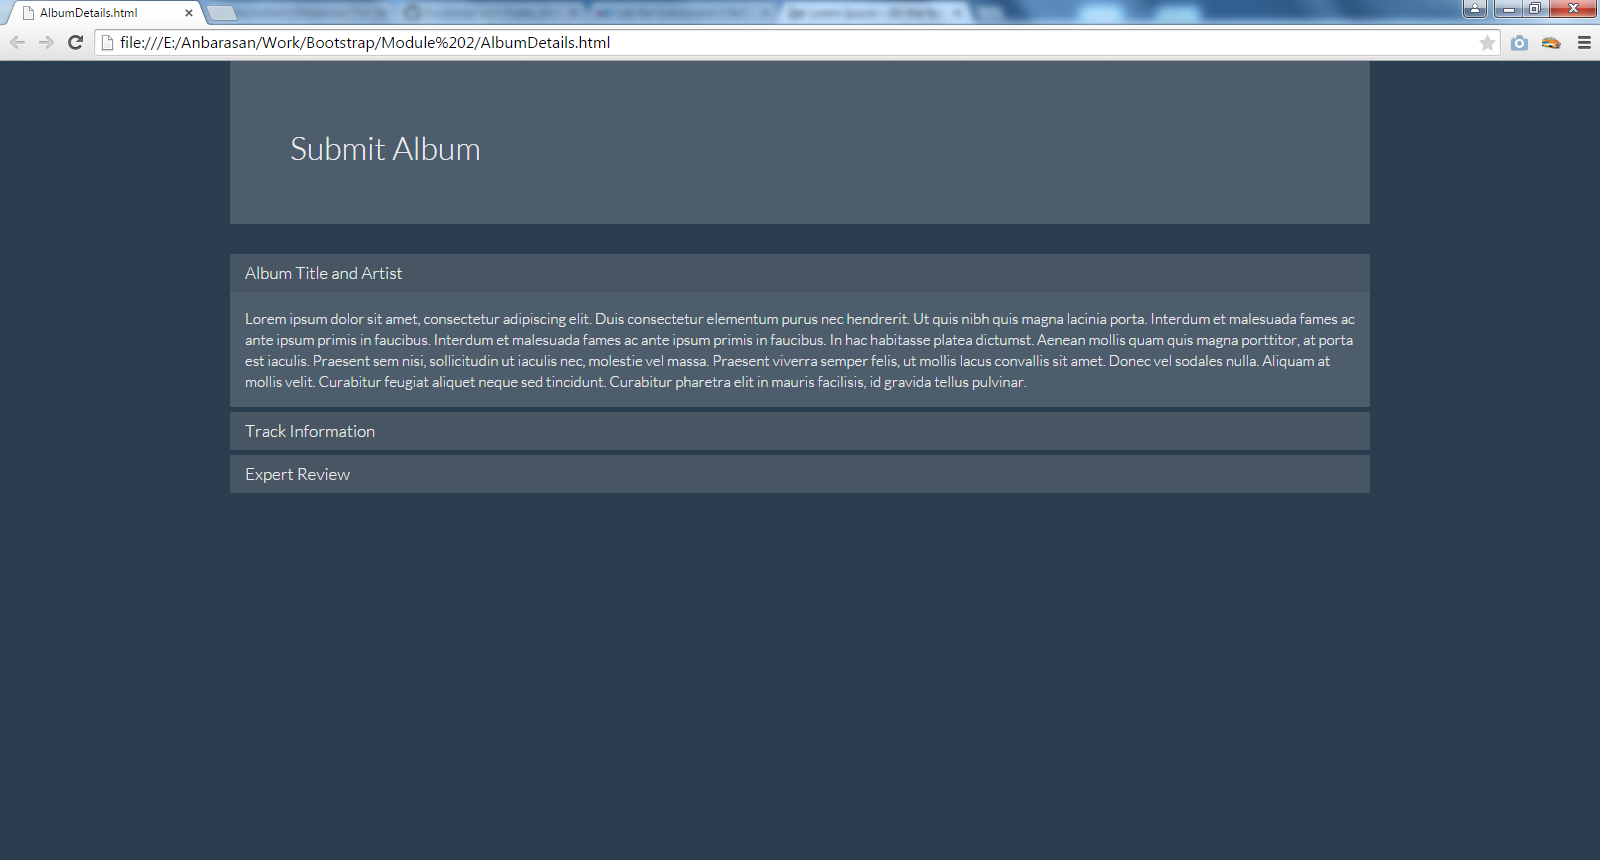 AlbumDetails.html
file:///E:/Anbarasan/Work/Bootstrap/Module%202/AlbumDetails.html
Submit Album
Album Title and Artist
Lorem ipsum dolor sit amet, consectetur adipiscing elit. Duis consectetur elementum purus nec hendrerit. Ut quis nibh quis magna lacinia porta. Interdum et malesuada fames ac
ante ipsum primis in faucibus. Interdum et malesuada fames ac ante ipsum primis in faucibus. In hac habitasse platea dictumst. Aenean mollis quam quis magna porttitor, at porta
est iaculis. Praesent sem nisi, sollicitudin ut iaculis nec, molestie vel massa. Praesent viverra semper felis, ut mollis lacus convallis sit amet. Donec vel sodales nulla. Aliquam at
mollis velit. Curabitur feugiat aliquet neque sed tincidunt. Curabitur pharetra elit in mauris facilisis, id gravida tellus pulvinar.
Track Information
Expert Review